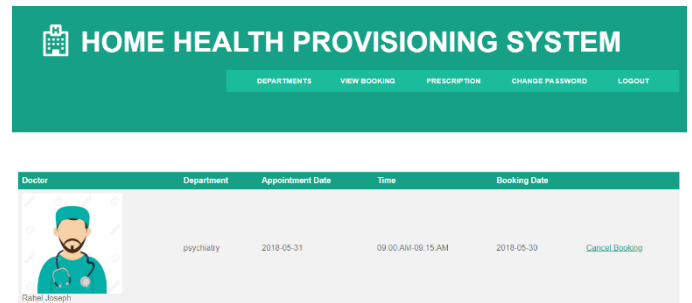 HOME HEALTH PROVISIONING SYSTEM
DEPARTMENTS VIEW BOOKING PRESCRIPTION CHANGE PASSWORD LOGOUT
Doctor Department Appointment Date Time Booking Date
psychiatry 2018-05-31 09.00.AM-09.15.AM 2018-05-30 Cancel Booking
Rahel Joseph